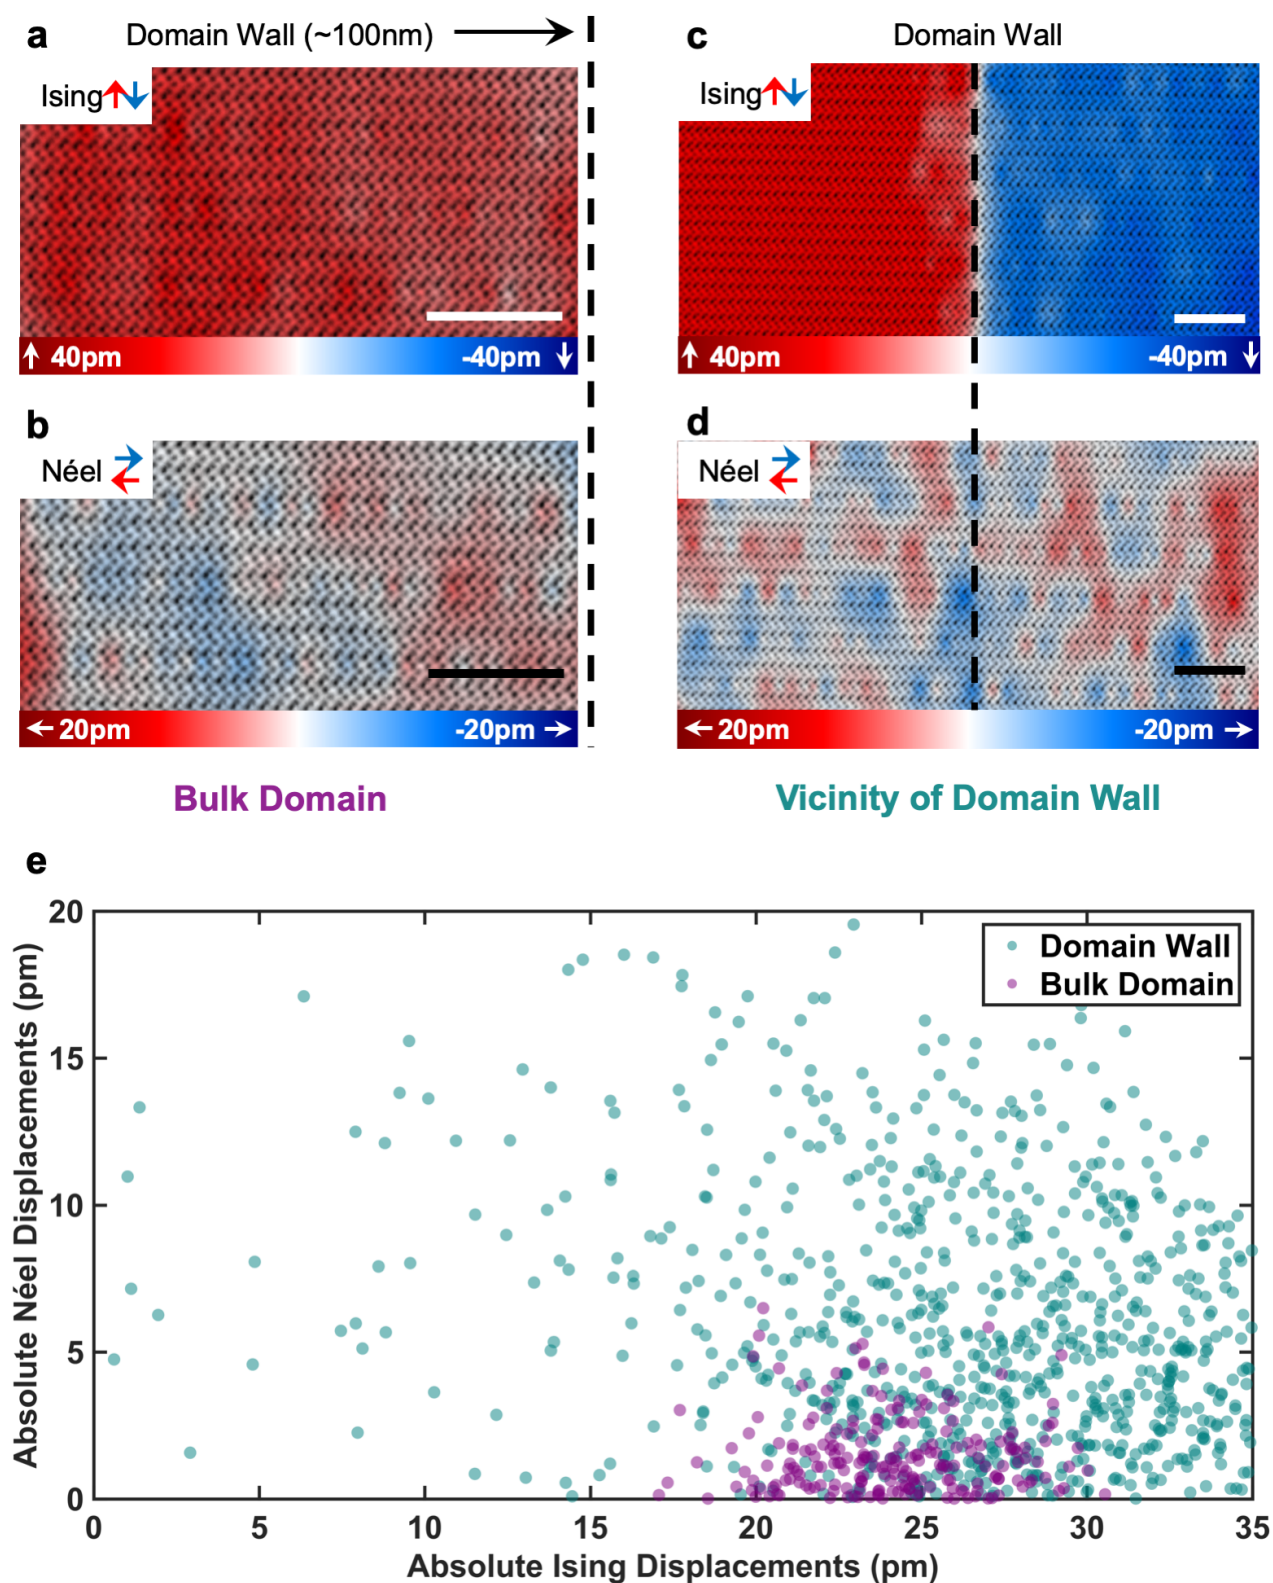 a
Domain Wall (~100nm)
c
Domain Wall
Ising
Ising
40pm
-40pm
40pm
-40pm
b
d
Néel
Néel
20pm
-20pm
20pm
-20pm
Bulk Domain
Vicinity of Domain Wall
e
Absolute Néel Displacements (pm)
20
15
10
5
0
Domain Wall
Bulk Domain
0
5
10
15
20
25
30
35
Absolute Ising Displacements (pm)